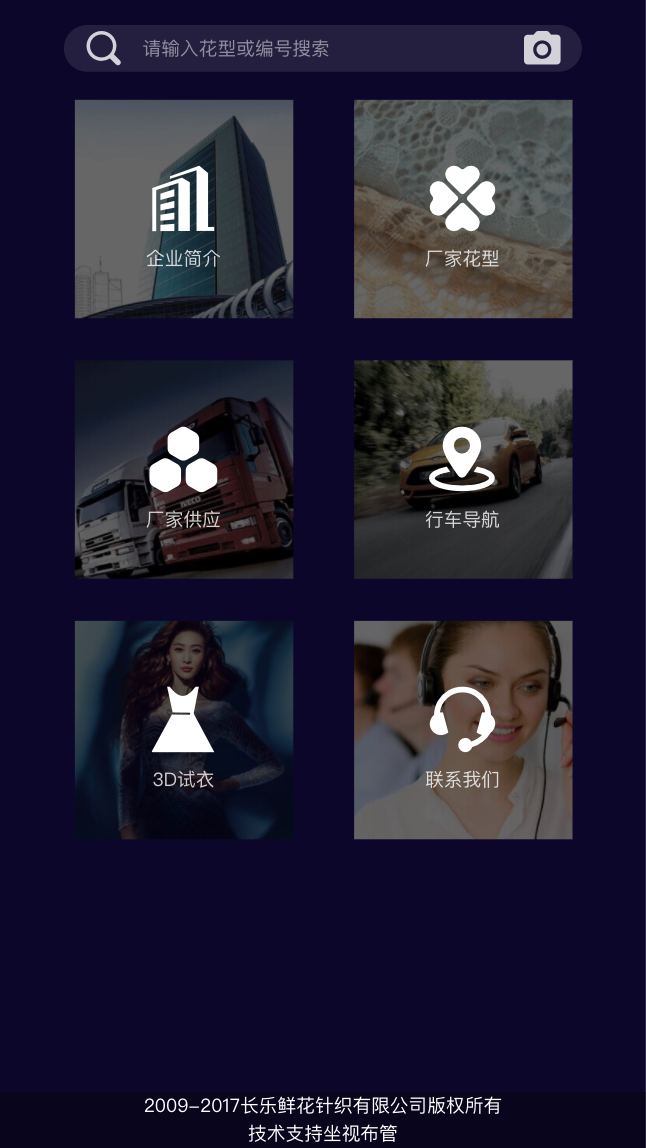 请输入花型或编号搜索
企业简介
厂家花型
厂家供应
行车导航
3D试衣
联系我们
2009-2017长乐鲜花针织有限公司版权所有
技术支持坐视布管